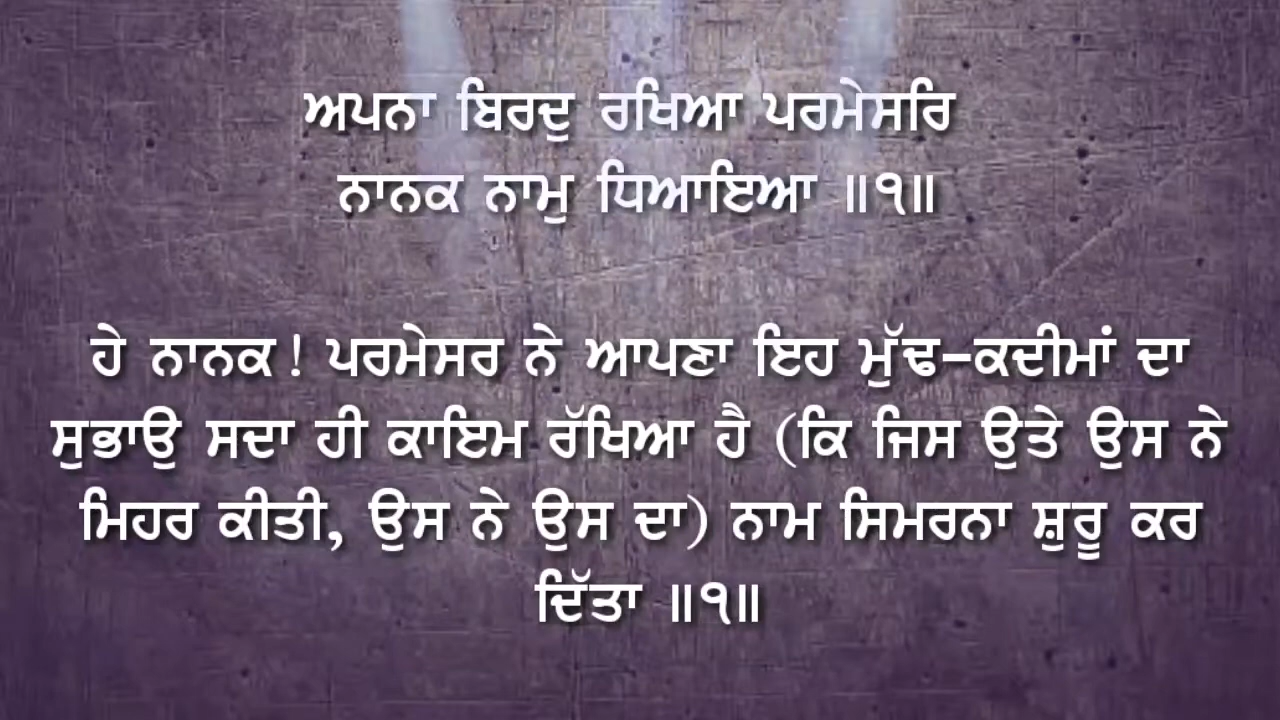 ਅਪਨਾ ਬਿਰਦੁ ਰਖਿਆ ਪਰਮੇਸਰਿ
ਨਾਨਕ ਨਾਮੁ ਧਿਆਇਆ ॥੧॥
ਹੇ ਨਾਨਕ! ਪਰਮੇਸਰ ਨੇ ਆਪਣਾ ਇਹ ਮੁੱਢ-ਕਦੀਮਾਂ ਦਾ
ਸੁਭਾਉ ਸਦਾ ਹੀ ਕਾਇਮ ਰੱਖਿਆ ਹੈ (ਕਿ ਜਿਸ ਉਤੇ ਉਸ ਨੇ
ਮਿਹਰ ਕੀਤੀ, ਉਸ ਨੇ ਉਸ ਦਾ) ਨਾਮ ਸਿਮਰਨਾ ਸ਼ੁਰੂ ਕਰ
ਦਿੱਤਾ ॥੧॥